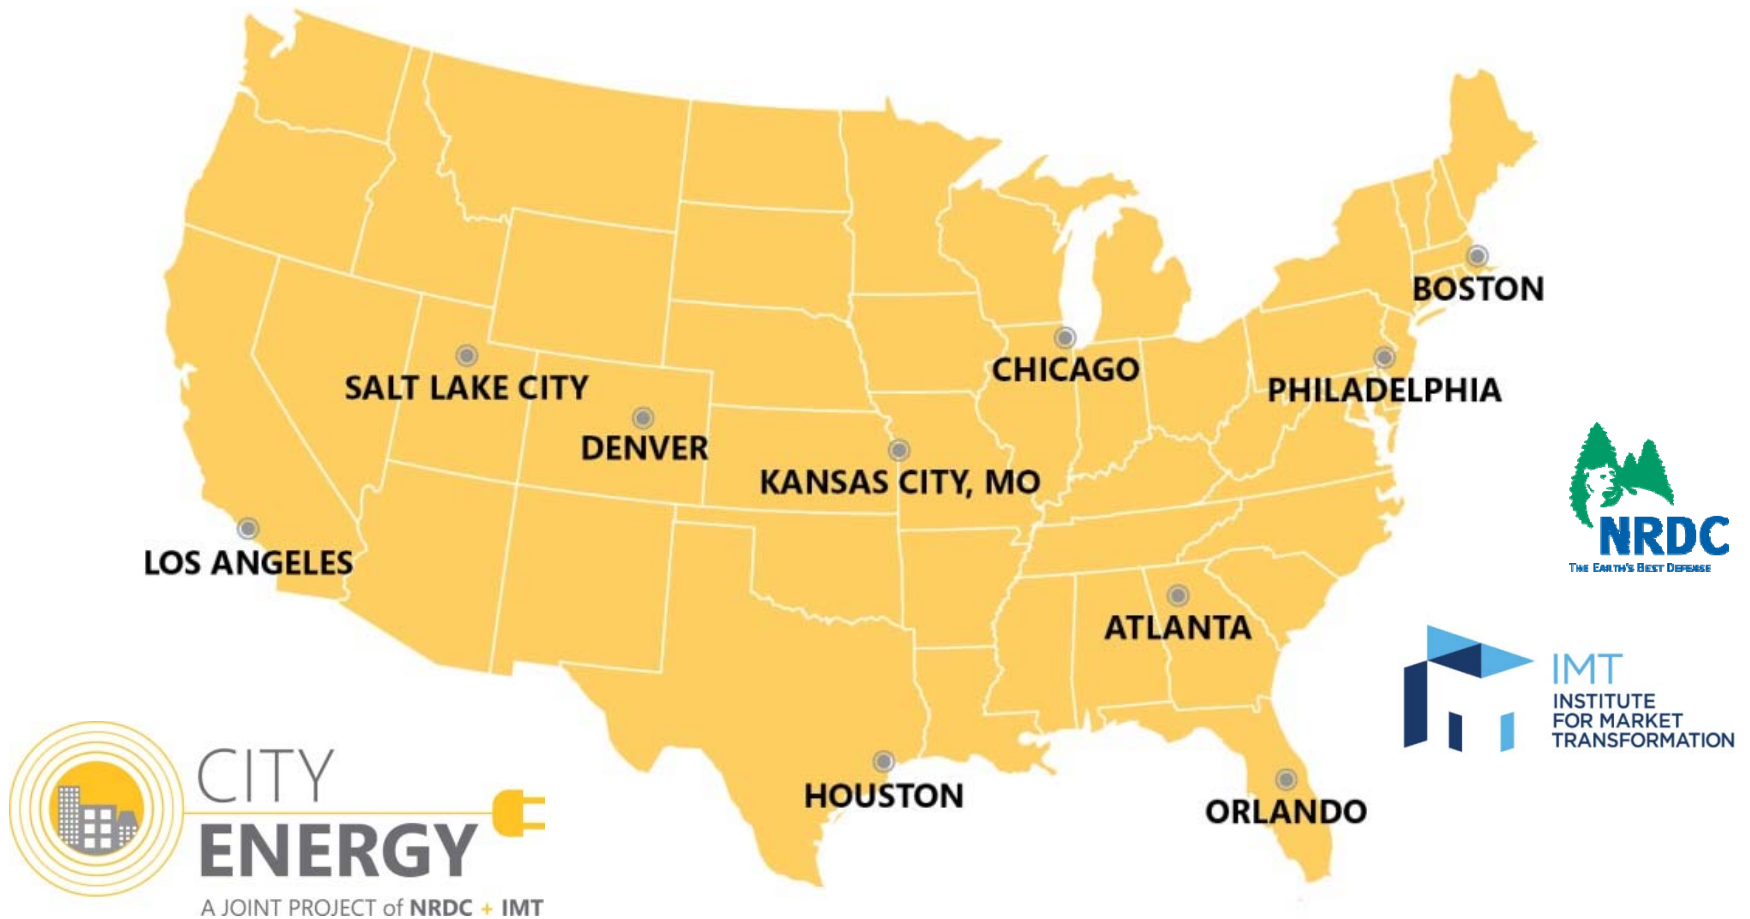 BOSTON
CHICAGO
SALT LAKE CITY
PHILADELPHIA
DENVER
KANSAS CITY, MO
LOS ANGELES
NRDC
THE EARTH'S BEST DEFENSE
ATLANTA
IMT
INSTITUTE
FOR MARKET
TRANSFORMATION
HOUSTON
ORLANDO
CITY
ENERGY
A JOINT PROJECT of NRDC + IMT